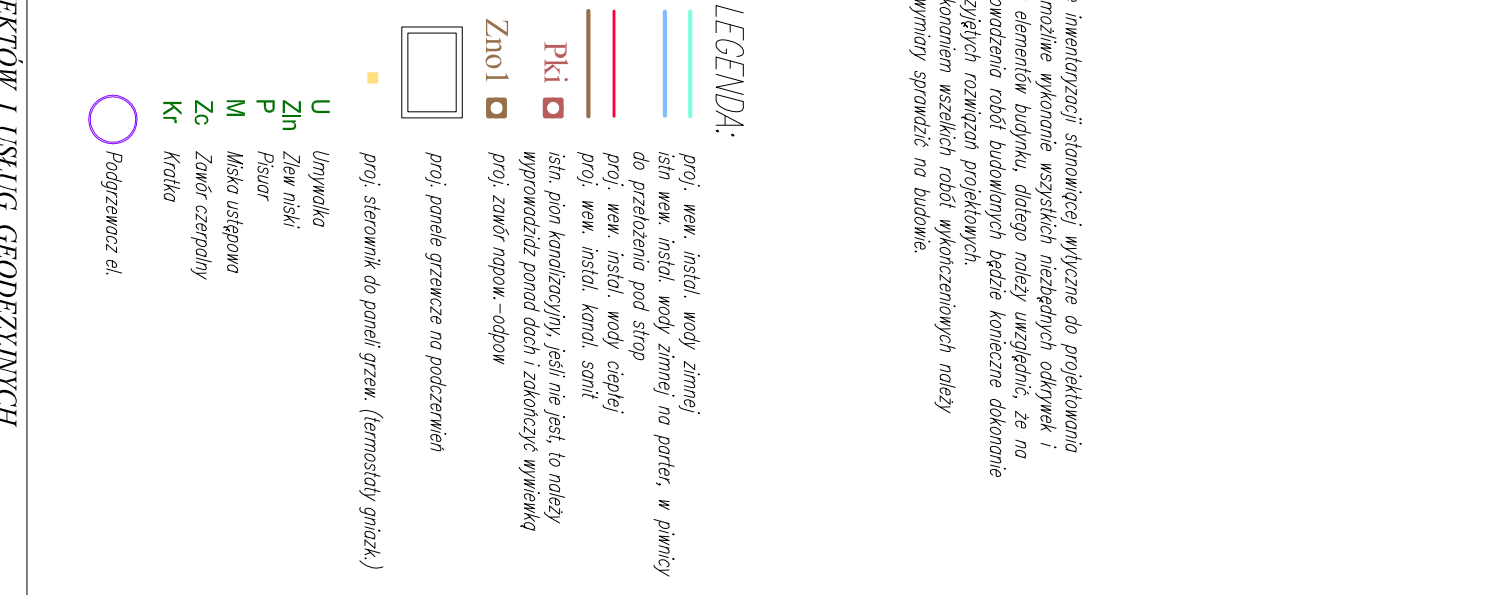 inwentaryzacji stanowiącej wytyczne do projektowania
możliwe wykonanie wszystkich niezbędnych odkrywek i
elementów budynku, dlatego należy uwzględnić, że na
robót budowlanych będzie konieczne dokonanie
rozwiązań projektowych.
wszelkich robót wykończeniowych należy
wymiary sprawdzić na budowie.
LEGENDA:
proj. wew. instal. wody zimnej
istn wew. instal. wody zimnej na parter, w piwnicy
do przełożenia pod strop
proj. wew. instal. wody ciepłej
proj. wew. instal. kanal. sanit
Pki istn. pion kanalizacyjny, jeśli nie jest, to należy
wyprowadzidz ponad dach i zakończyć wywiewką
Zno1 proj. zawór napow.-odpow
proj. panele grzewcze na podczerwień
proj. sterownik do paneli grzew. (termostaty gniazk.)
U Umywalka
Zln Zlew niski
P Pisuar
M Miska ustępowa
Zc Zawór czerpalny
Kr Kratka
Podgrzewacz el.
I USŁUG GEODEZYJNYCH